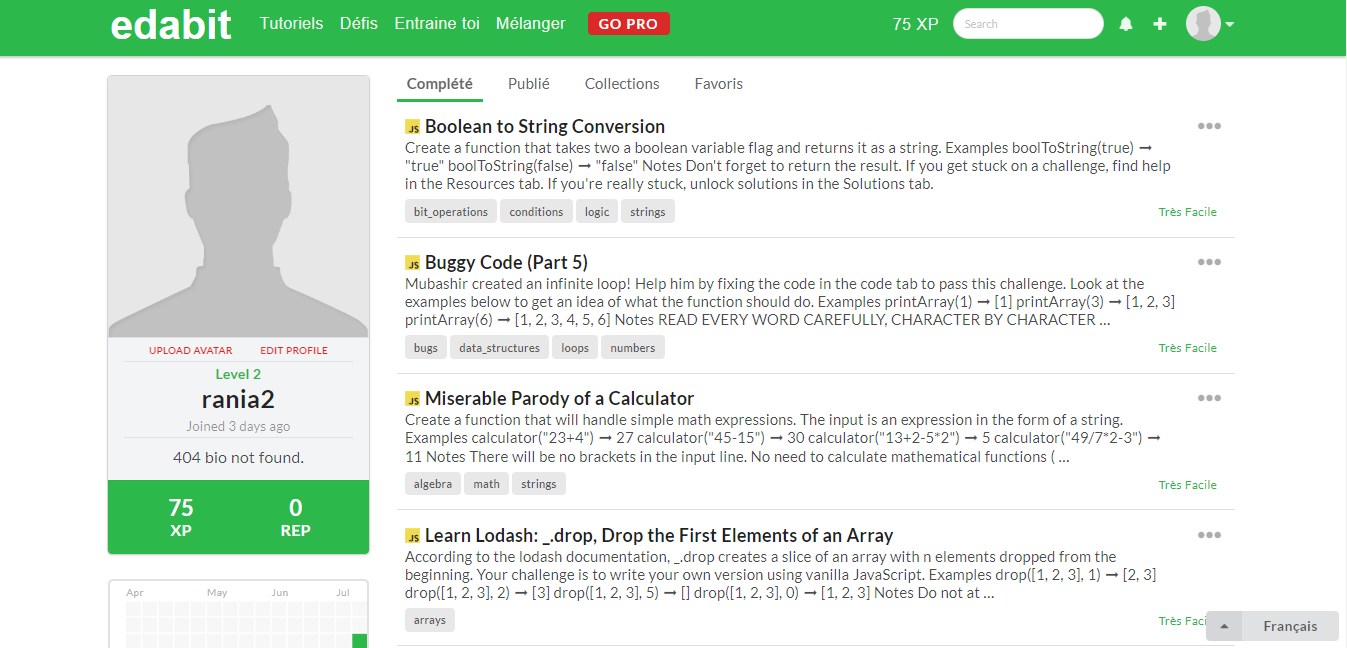 edabit Tutoriels Défis Entraine toi Mélanger GO PRO 75 XP Search
UPLOAD AVATAR EDIT PROFILE
Level 2
rania2
Joined 3 days ago
404 bio not found.
75 0
XP REP
Apr May Jun Jul
Complété Publié Collections Favoris
JS Boolean to String Conversion
Create a function that takes two a boolean variable flag and returns it as a string. Examples boolToString(true) →
"true" boolToString(false) → "false" Notes Don't forget to return the result. If you get stuck on a challenge, find help
in the Resources tab. If you're really stuck, unlock solutions in the Solutions tab.
bit_operations conditions logic strings Très Facile
JS Buggy Code (Part 5)
Mubashir created an infinite loop! Help him by fixing the code in the code tab to pass this challenge. Look at the
examples below to get an idea of what the function should do. Examples printArray(1) → [1] printArray(3) → [1, 2, 3]
printArray(6) → [1, 2, 3, 4, 5, 6] Notes READ EVERY WORD CAREFULLY, CHARACTER BY CHARACTER ...
bugs data_structures loops numbers Très Facile
JS Miserable Parody of a Calculator
Create a function that will handle simple math expressions. The input is an expression in the form of a string.
Examples calculator("23+4") → 27 calculator("45-15") → 30 calculator("13+2-5*2") → 5 calculator("49/7*2-3") →
11 Notes There will be no brackets in the input line. No need to calculate mathematical functions ( ...
algebra math strings Très Facile
JS Learn Lodash: _.drop, Drop the First Elements of an Array
According to the lodash documentation, _.drop creates a slice of an array with n elements dropped from the
beginning. Your challenge is to write your own version using vanilla JavaScript. Examples drop([1, 2, 3], 1) → [2, 3]
drop([1, 2, 3], 2) → [3] drop([1, 2, 3], 5) → [] drop([1, 2, 3], 0) → [1, 2, 3] Notes Do not at ...
arrays Très Faci
Français